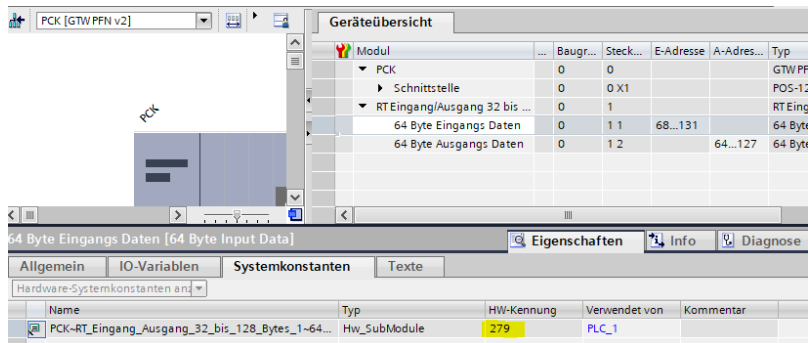 PCK [GTW PFN v2]
Geräteübersicht
Modul ... Baugr... Steck... E-Adresse A-Adres... Typ
PCK 0 0 GTW PF
Schnittstelle 0 0 X1 POS-12
RT Eingang/Ausgang 32 bis ... 0 1 RT Eing
64 Byte Eingangs Daten 0 1 1 68...131 64 Byte
64 Byte Ausgangs Daten 0 1 2 64...127 64 Byte
PCK
64 Byte Eingangs Daten [64 Byte Input Data]
Eigenschaften Info Diagnose
Allgemein IO-Variablen Systemkonstanten Texte
Hardware-Systemkonstanten anz
Name Typ HW-Kennung Verwendet von Kommentar
PCK~RT_Eingang_Ausgang_32_bis_128_Bytes_1~64... Hw_SubModule 279 PLC_1